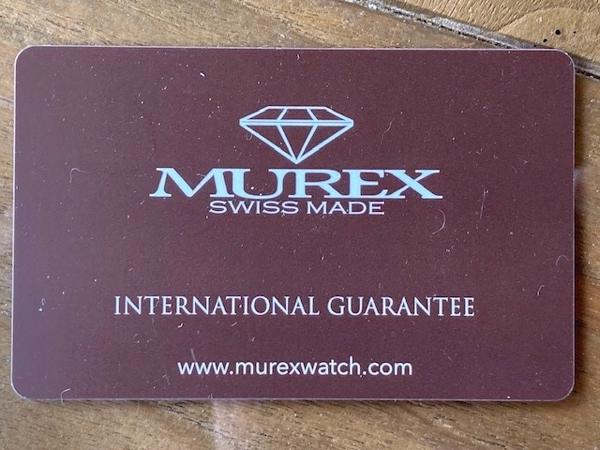 MUREX
SWISS MADE
INTERNATIONAL GUARANTEE
www.murexwatch.com